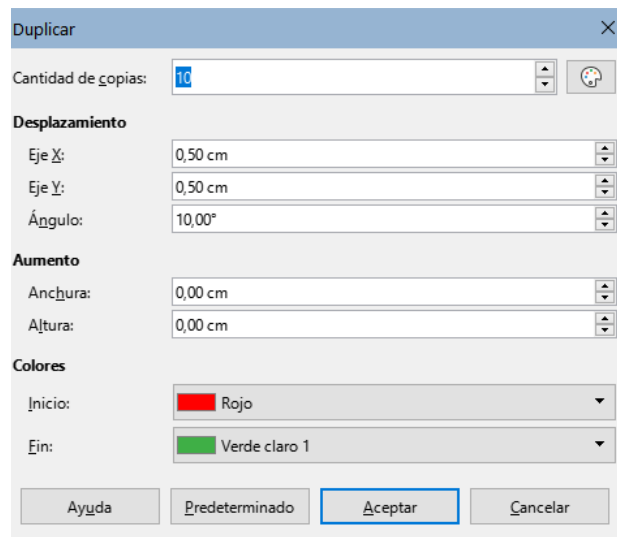 Duplicar
Cantidad de copias: 10
Desplazamiento
Eje X: 0,50 cm
Eje Y: 0,50 cm
Ángulo: 10,00°
Aumento
Anchura: 0,00 cm
Altura: 0,00 cm
Colores
Inicio: Rojo
Fin: Verde claro 1
Ayuda Predeterminado Aceptar Cancelar